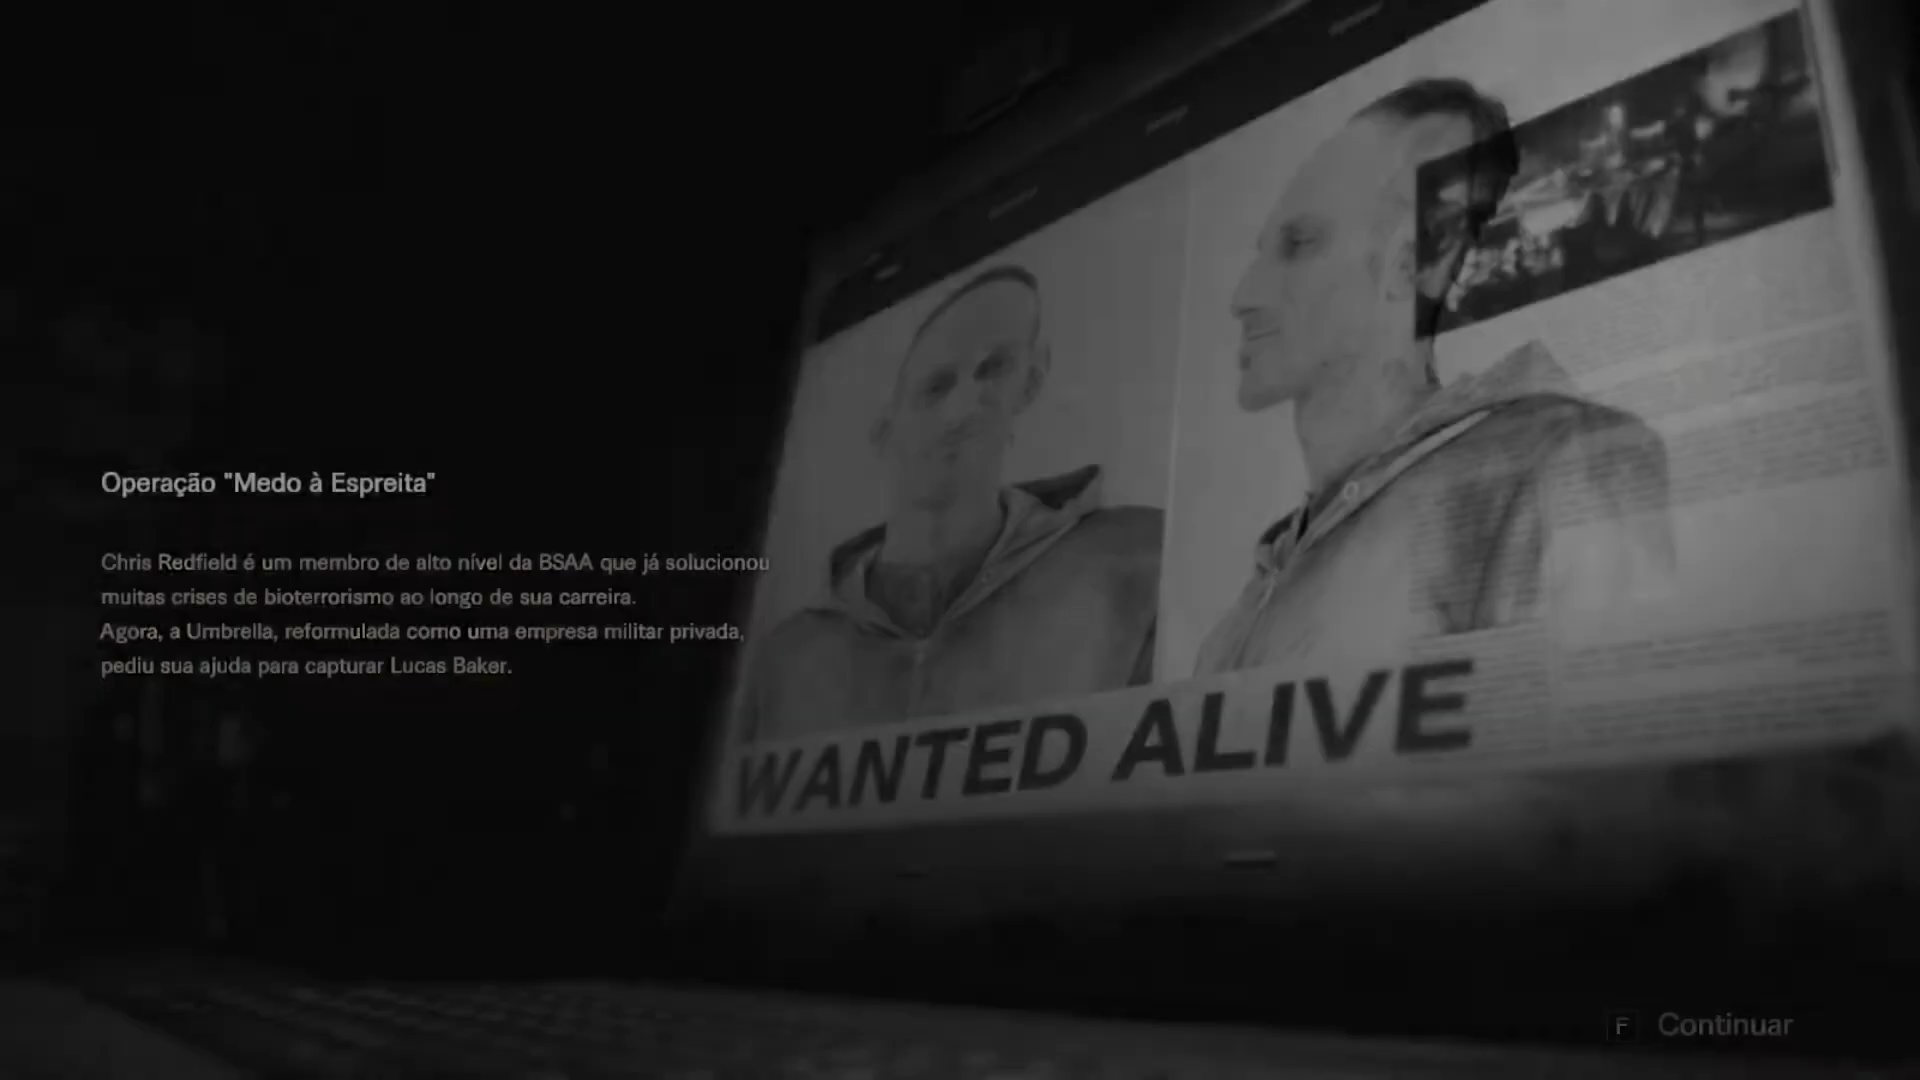 Operação "Medo à Espreita"
Chris Redfield é um membro de alto nível da BSAA que já solucionou
muitas crises de bioterrorismo ao longo de sua carreira.
Agora, a Umbrella, reformulada como uma empresa militar privada,
pediu sua ajuda para capturar Lucas Baker.
WANTED ALIVE
F Continuar